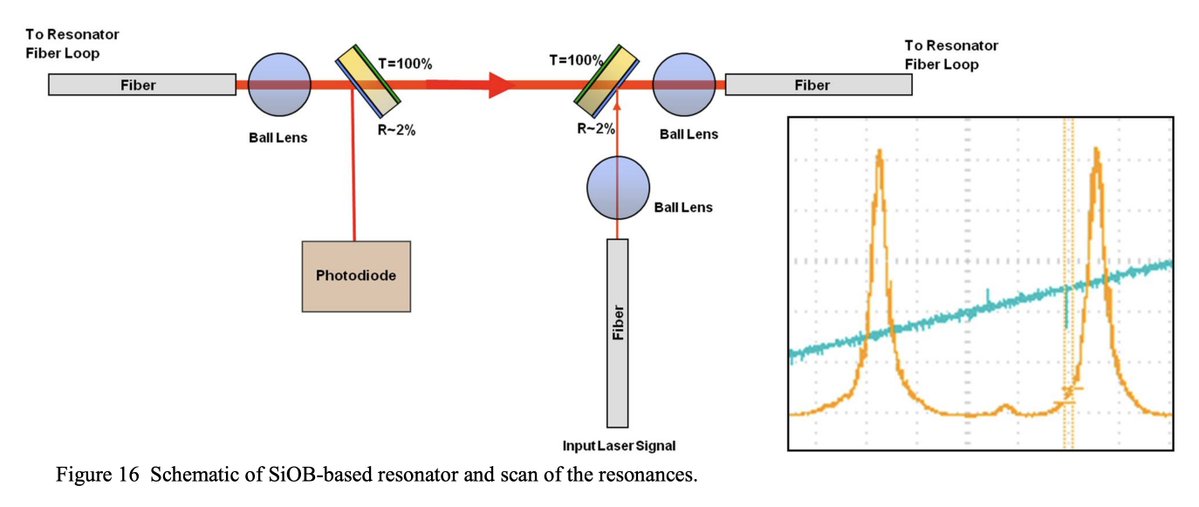 To Resonator
Fiber Loop
Fiber
Ball Lens
T=100%
R~2%
Photodiode
T=100%
R~2%
Ball Lens
Ball Lens
Fiber
Input Laser Signal
Fiber
To Resonator
Fiber Loop
Figure 16 Schematic of SiOB-based resonator and scan of the resonances.